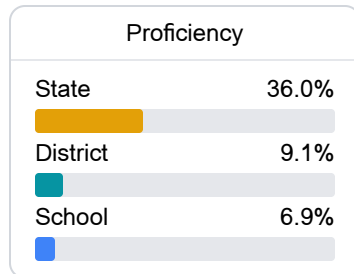 Proficiency
State 36.0%
District 9.1%
School 6.9%